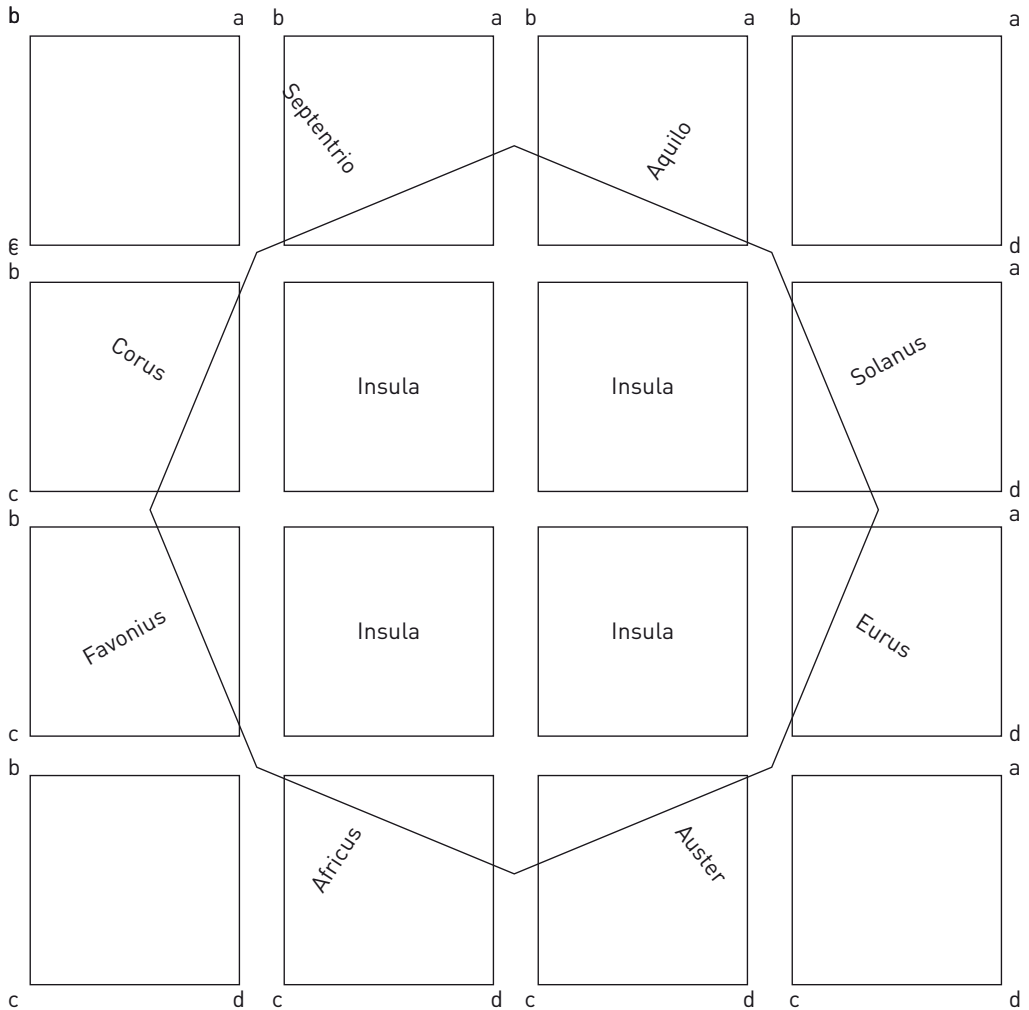 b a b a b a b a
Septentrio
Aquilo
c d
c
b a
Corus
Solanus
Insula Insula
c d
b a
Favonius
Insula Insula
Eurus
c d
b a
Africus
Auster
c d c d b d c d